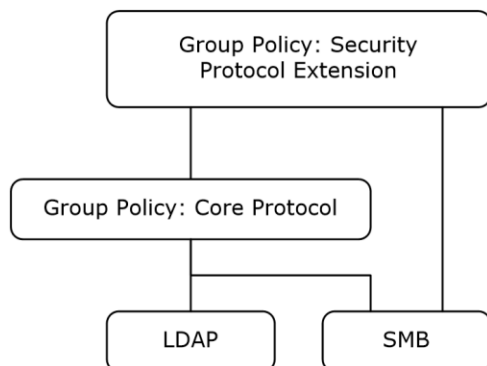 Group Policy: Security
Protocol Extension
Group Policy: Core Protocol
LDAP
SMB